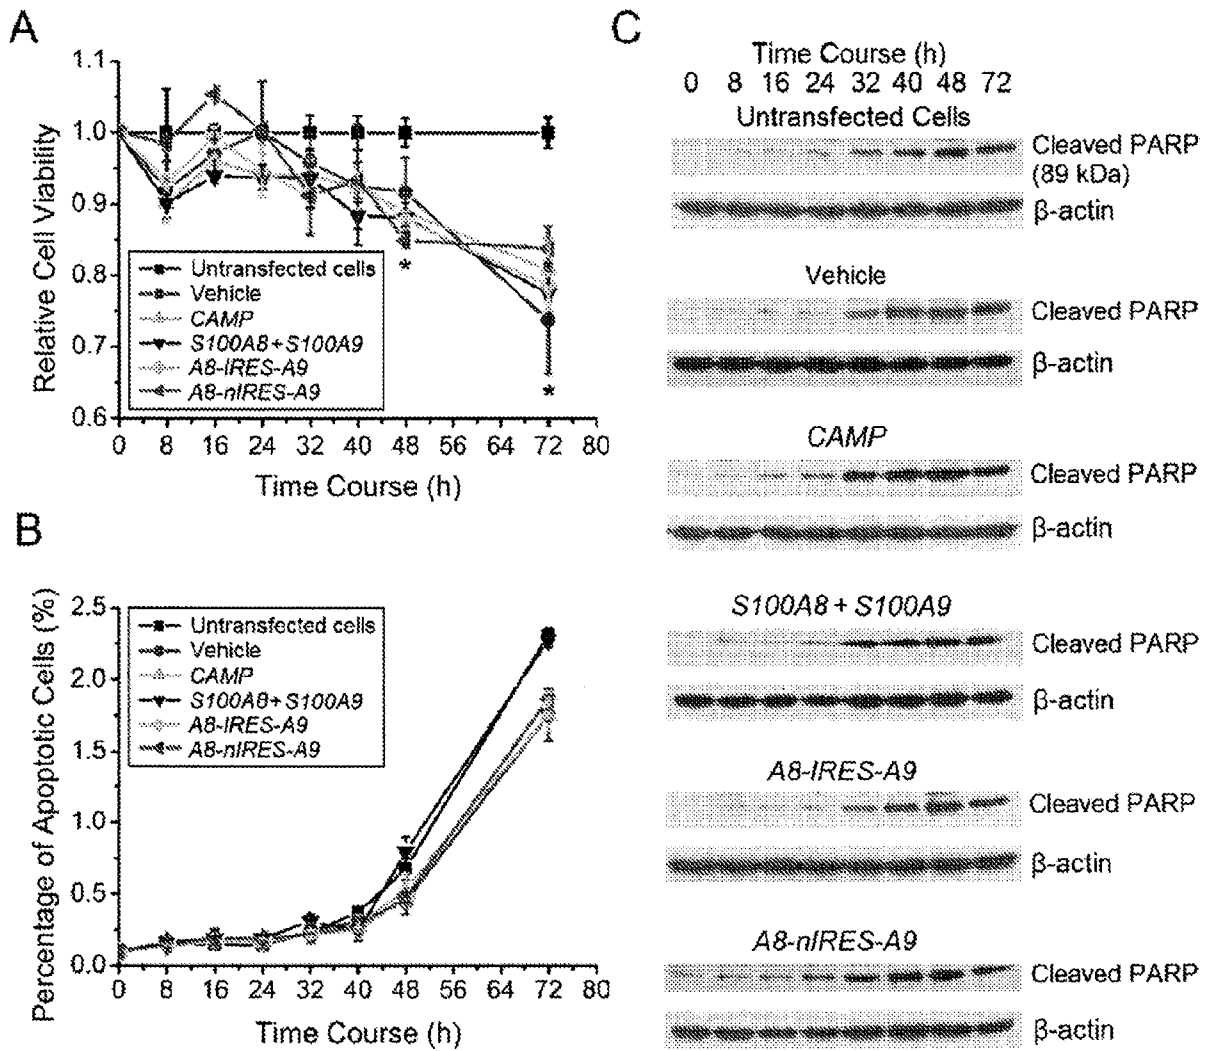 A
1.1
1.0
0.9
0.8
0.7
0.6
Relative Cell Viability
Untransfected cells
Vehicle
CAMP
S100A8+S100A9
A8-IRES-A9
A8-nIRES-A9
*
*
0 8 16 24 32 40 48 56 64 72 80
Time Course (h)
B
2.5
2.0
1.5
1.0
0.5
0.0
Percentage of Apoptotic Cells (%)
Untransfected cells
Vehicle
CAMP
S100A8+S100A9
A8-IRES-A9
A8-nIRES-A9
0 8 16 24 32 40 48 56 64 72 80
Time Course (h)
C
Time Course (h)
0 8 16 24 32 40 48 72
Untransfected Cells
Cleaved PARP
(89 kDa)
β-actin
Vehicle
Cleaved PARP
β-actin
CAMP
Cleaved PARP
β-actin
S100A8 + S100A9
Cleaved PARP
β-actin
A8-IRES-A9
Cleaved PARP
β-actin
A8-nIRES-A9
Cleaved PARP
β-actin